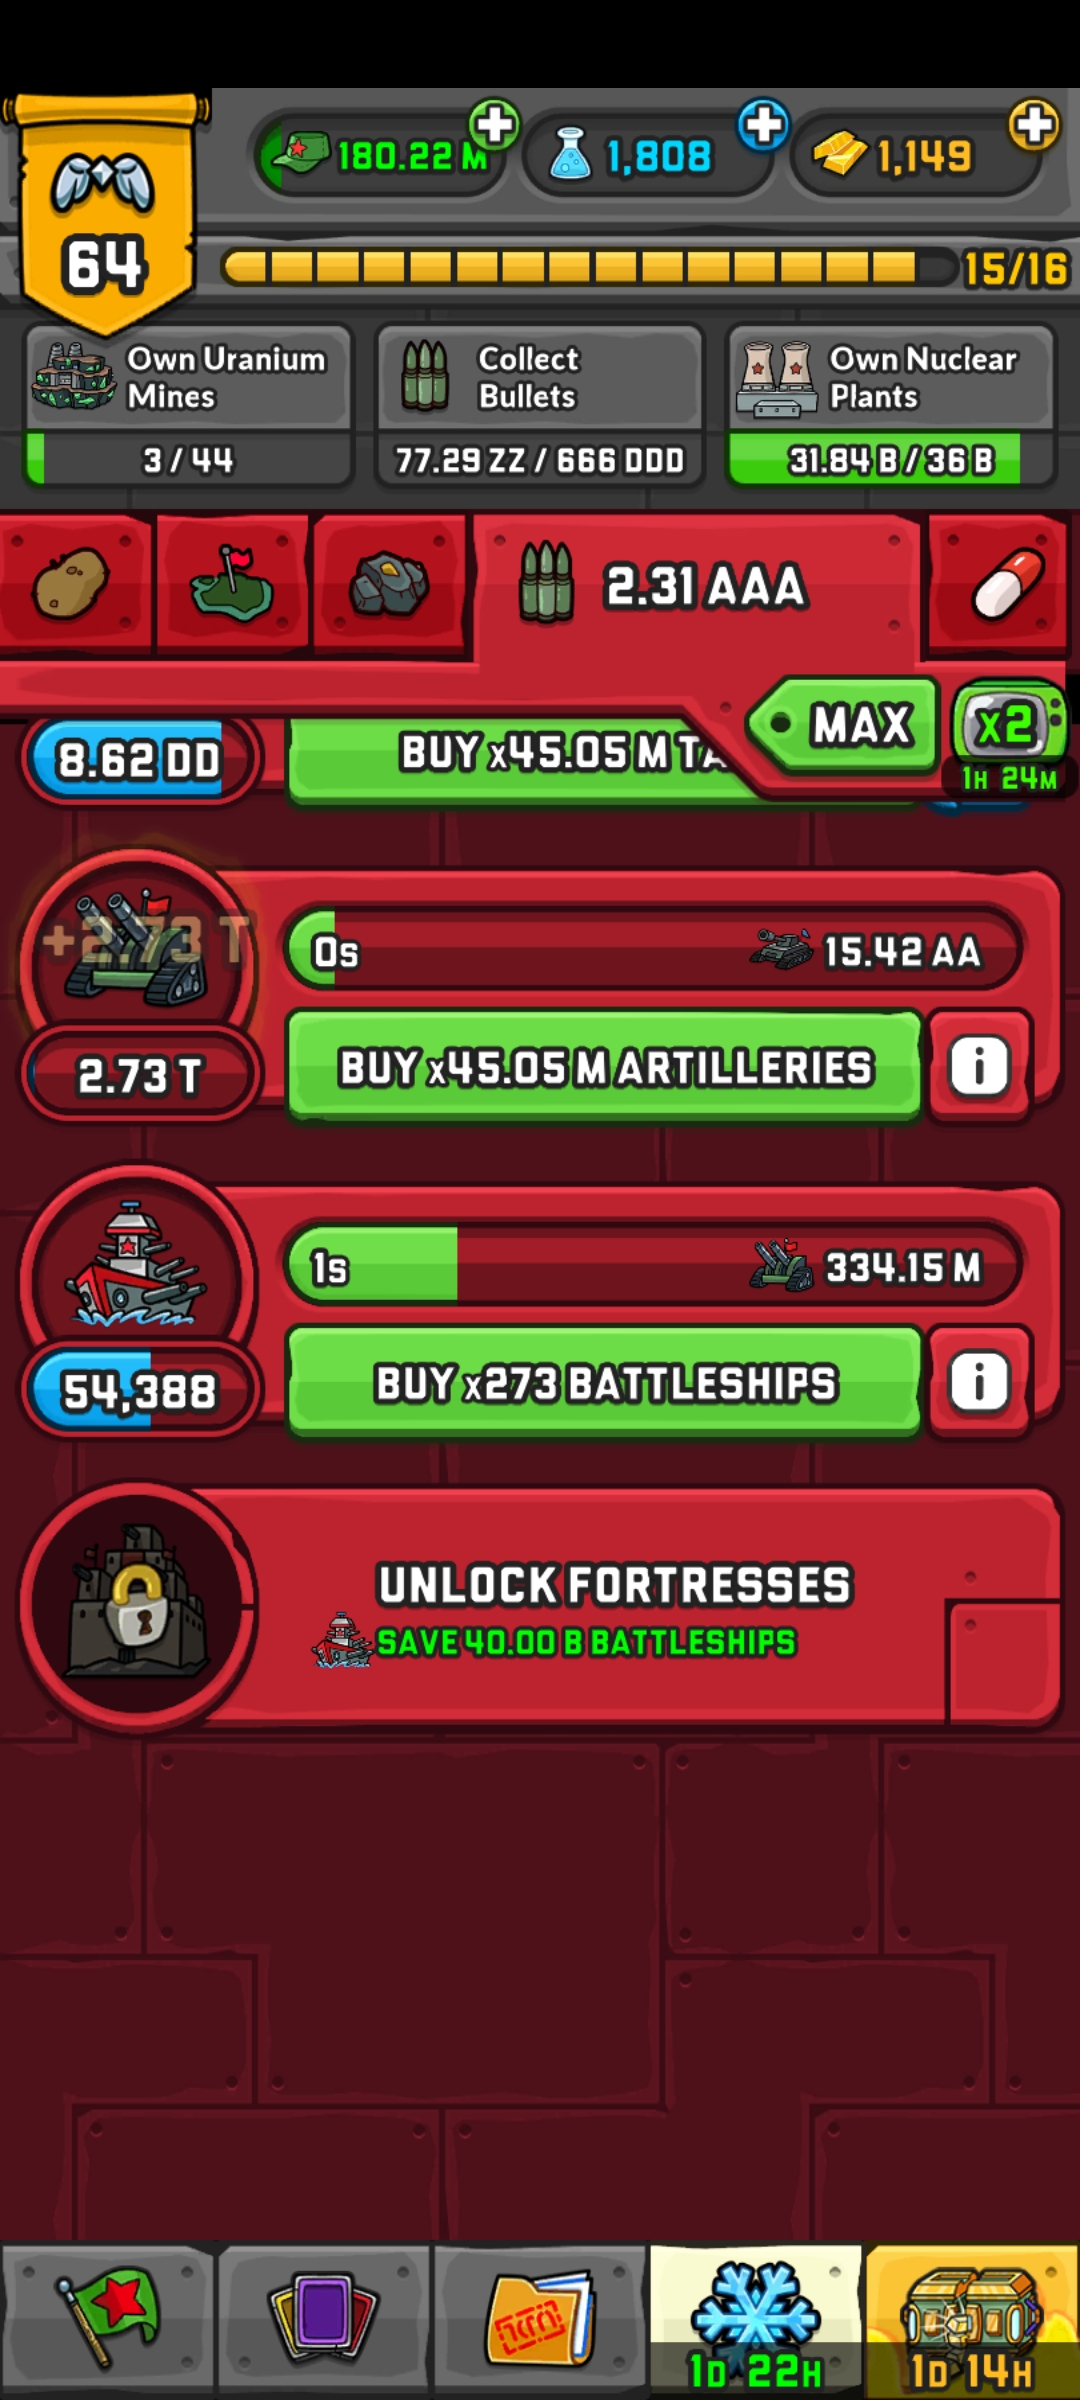 180.22 M
1,808
1,149
64
15/16
Own Uranium
Mines
3 / 44
Collect
Bullets
77.29 ZZ / 666 DDD
Own Nuclear
Plants
31.84 B / 36 B
2.31 AAA
MAX
x2
1H 24M
8.62 DD
BUY x45.05 M TA
+2.73 T
0s
15.42 AA
2.73 T
BUY x45.05 M ARTILLERIES
i
1s
334.15 M
54,388
BUY x273 BATTLESHIPS
i
UNLOCK FORTRESSES
SAVE 40.00 B BATTLESHIPS
1D 22H
1D 14H